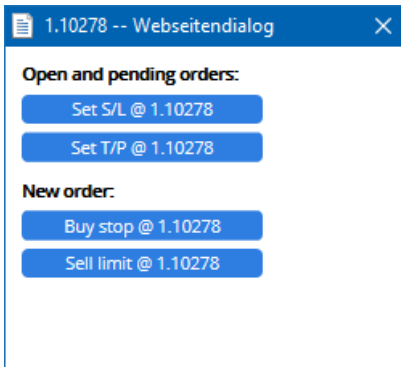 1.10278 -- Webseitendialog
Open and pending orders:
Set S/L @ 1.10278
Set T/P @ 1.10278
New order:
Buy stop @ 1.10278
Sell limit @ 1.10278